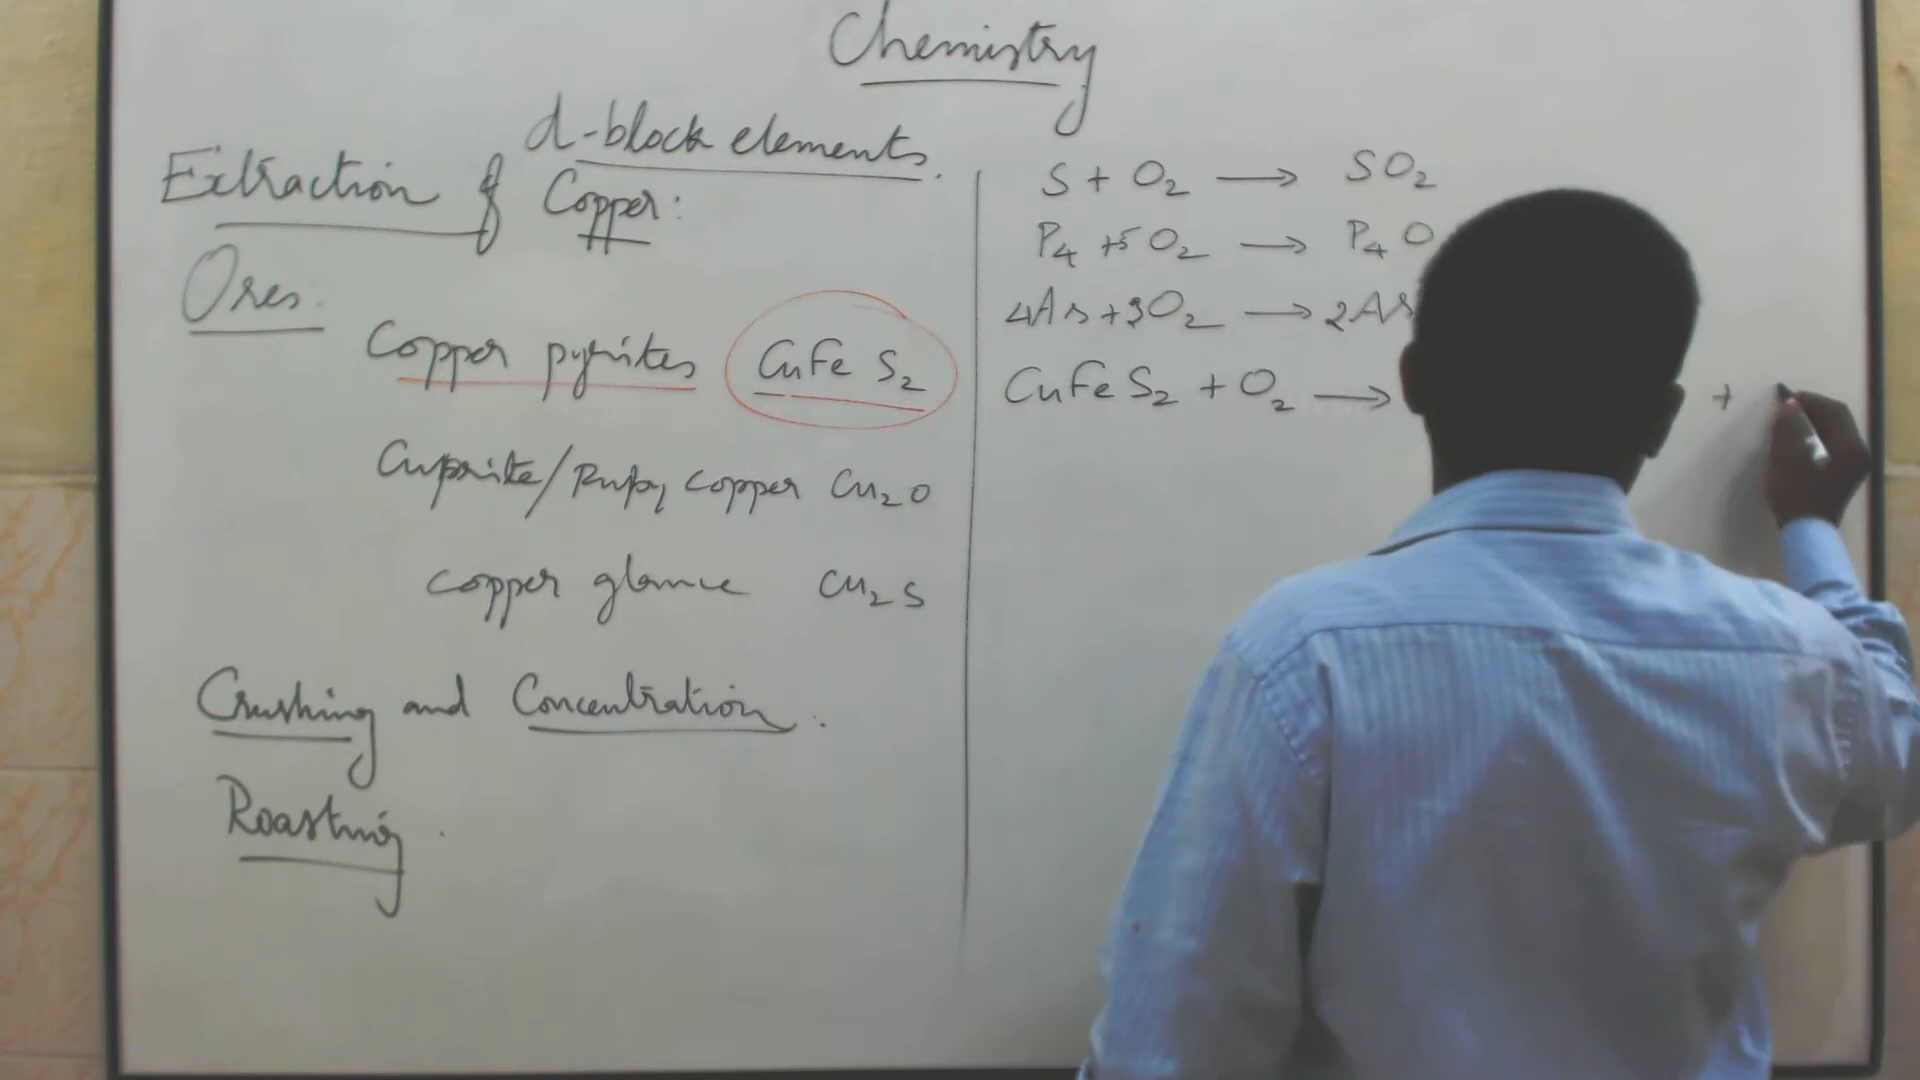 Chemistry
d-block elements.
Extraction of Copper:
Ores.
Copper pyrites CuFeS₂
Cuprite/Ruby copper Cu₂O
copper glance Cu₂S
Crushing and Concentration.
Roasting.
S + O₂ → SO₂
P₄ + 5O₂ → P₄O
4As + 3O₂ → 2As
CuFeS₂ + O₂ →
+